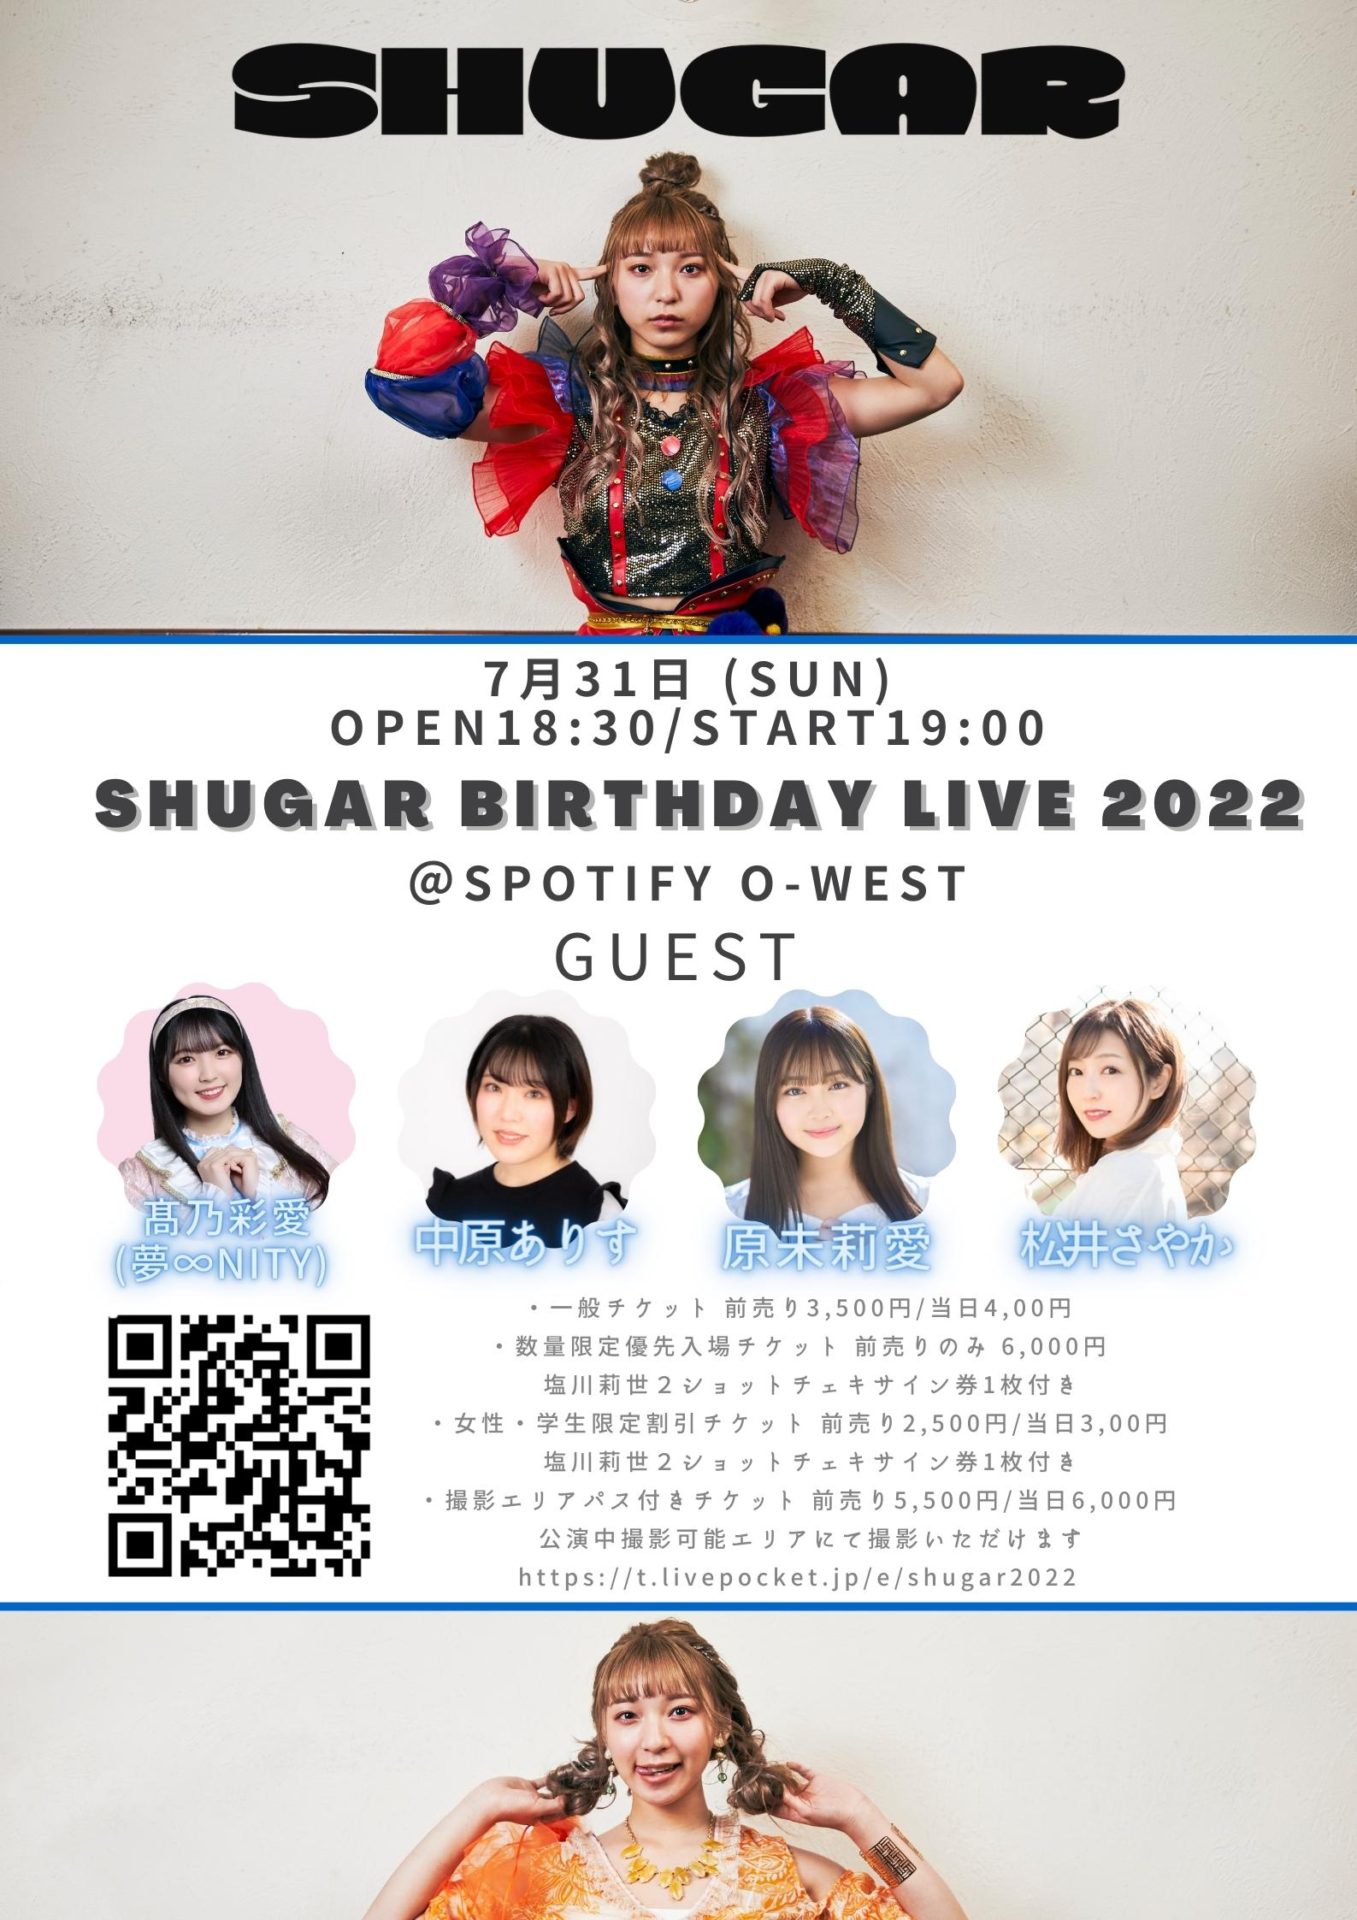 SHUGAR
7月31日 (SUN)
OPEN18:30/START19:00
SHUGAR BIRTHDAY LIVE 2022
@SPOTIFY O-WEST
GUEST
髙乃彩愛
(夢∞NITY)
中原ありす
原未莉愛
松井さやか
・一般チケット 前売り3,500円/当日4,00円
・数量限定優先入場チケット 前売りのみ 6,000円
塩川莉世２ショットチェキサイン券1枚付き
・女性・学生限定割引チケット 前売り2,500円/当日3,00円
塩川莉世２ショットチェキサイン券1枚付き
・撮影エリアパス付きチケット 前売り5,500円/当日6,000円
公演中撮影可能エリアにて撮影いただけます
https://t.livepocket.jp/e/shugar2022